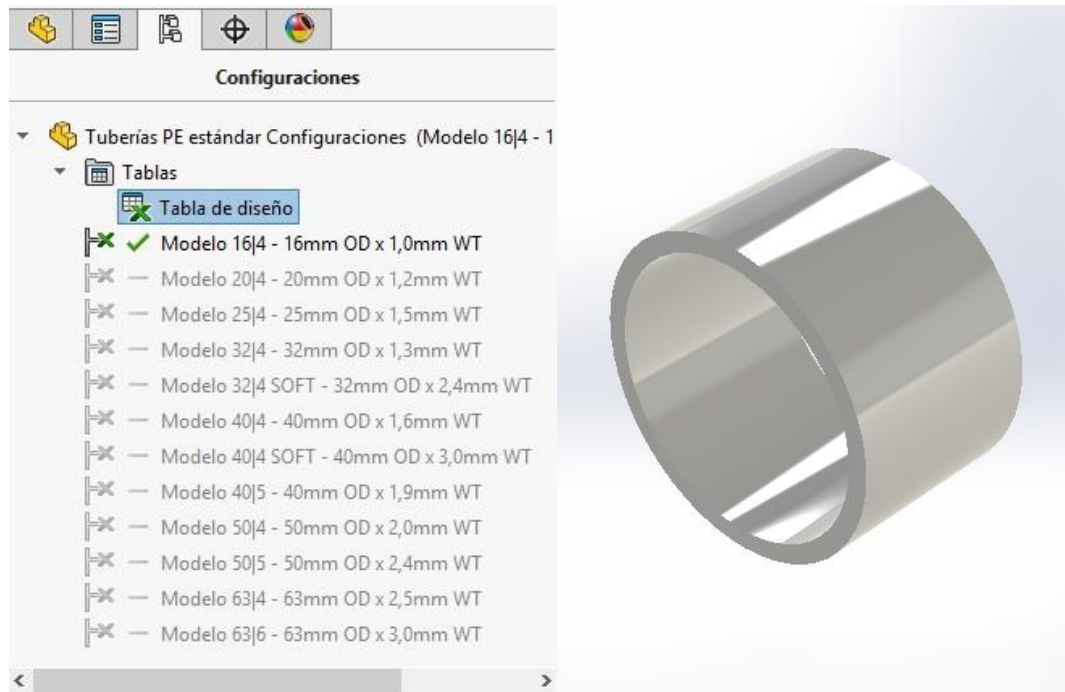 Configuraciones
Tuberías PE estándar Configuraciones (Modelo 16|4 - 1
Tablas
Tabla de diseño
Modelo 16|4 - 16mm OD x 1,0mm WT
Modelo 20|4 - 20mm OD x 1,2mm WT
Modelo 25|4 - 25mm OD x 1,5mm WT
Modelo 32|4 - 32mm OD x 1,3mm WT
Modelo 32|4 SOFT - 32mm OD x 2,4mm WT
Modelo 40|4 - 40mm OD x 1,6mm WT
Modelo 40|4 SOFT - 40mm OD x 3,0mm WT
Modelo 40|5 - 40mm OD x 1,9mm WT
Modelo 50|4 - 50mm OD x 2,0mm WT
Modelo 50|5 - 50mm OD x 2,4mm WT
Modelo 63|4 - 63mm OD x 2,5mm WT
Modelo 63|6 - 63mm OD x 3,0mm WT